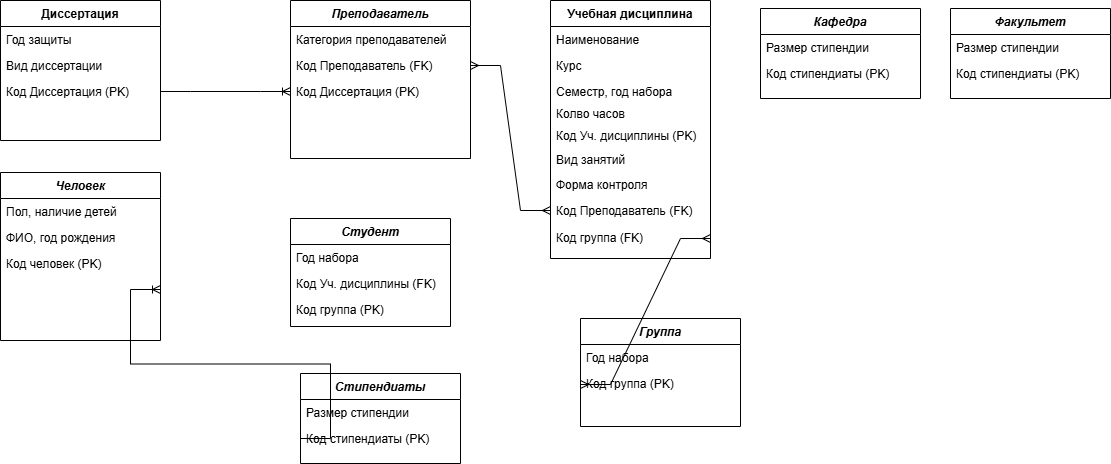 Диссертация
Год защиты
Вид диссертации
Код Диссертация (PK)
Преподаватель
Категория преподавателей
Код Преподаватель (FK)
Код Диссертация (PK)
Учебная дисциплина
Наименование
Курс
Семестр, год набора
Колво часов
Код Уч. дисциплины (PK)
Вид занятий
Форма контроля
Код Преподаватель (FK)
Код группа (FK)
Кафедра
Размер стипендии
Код стипендиаты (PK)
Факультет
Размер стипендии
Код стипендиаты (PK)
Человек
Пол, наличие детей
ФИО, год рождения
Код человек (PK)
Студент
Год набора
Код Уч. дисциплины (FK)
Код группа (PK)
Стипендиаты
Размер стипендии
Код стипендиаты (PK)
Группа
Год набора
Код группа (PK)